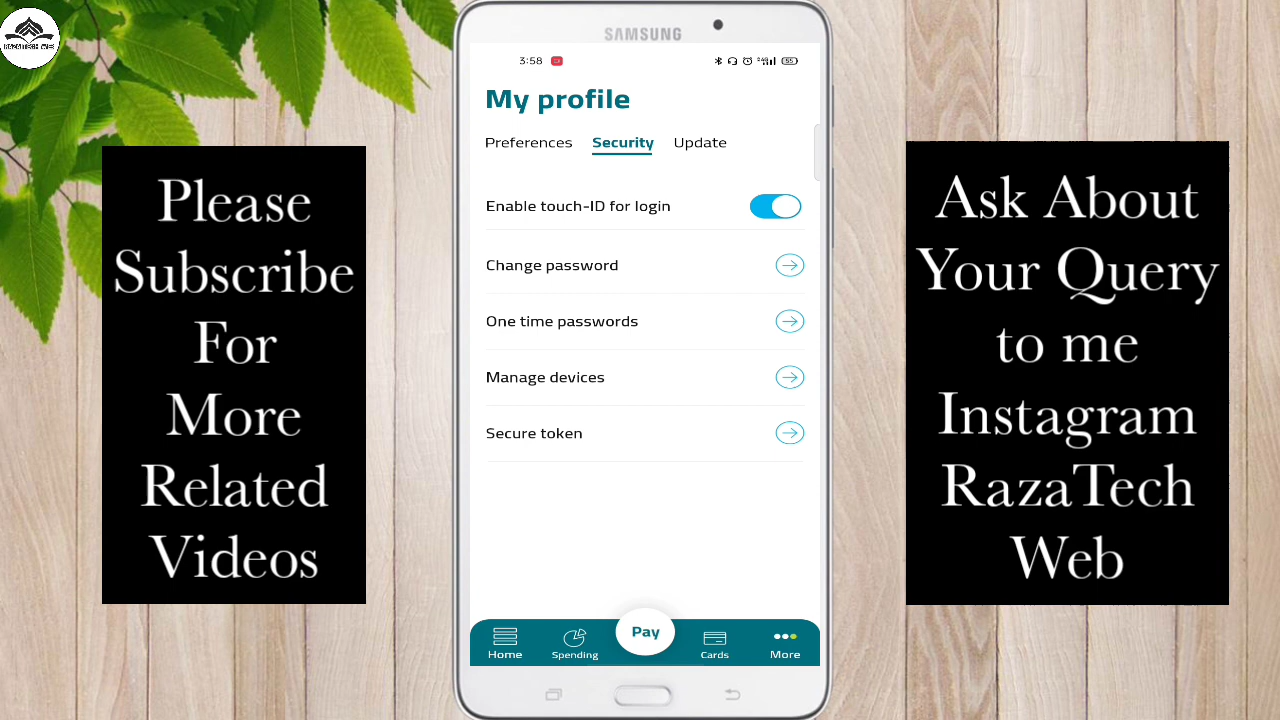 Please
Subscribe
For
More
Related
Videos
SAMSUNG
3:58
55
My profile
Preferences Security Update
Enable touch-ID for login
Change password
One time passwords
Manage devices
Secure token
Home
Spending
Pay
Cards
More
Ask About
Your Query
to me
Instagram
RazaTech
Web